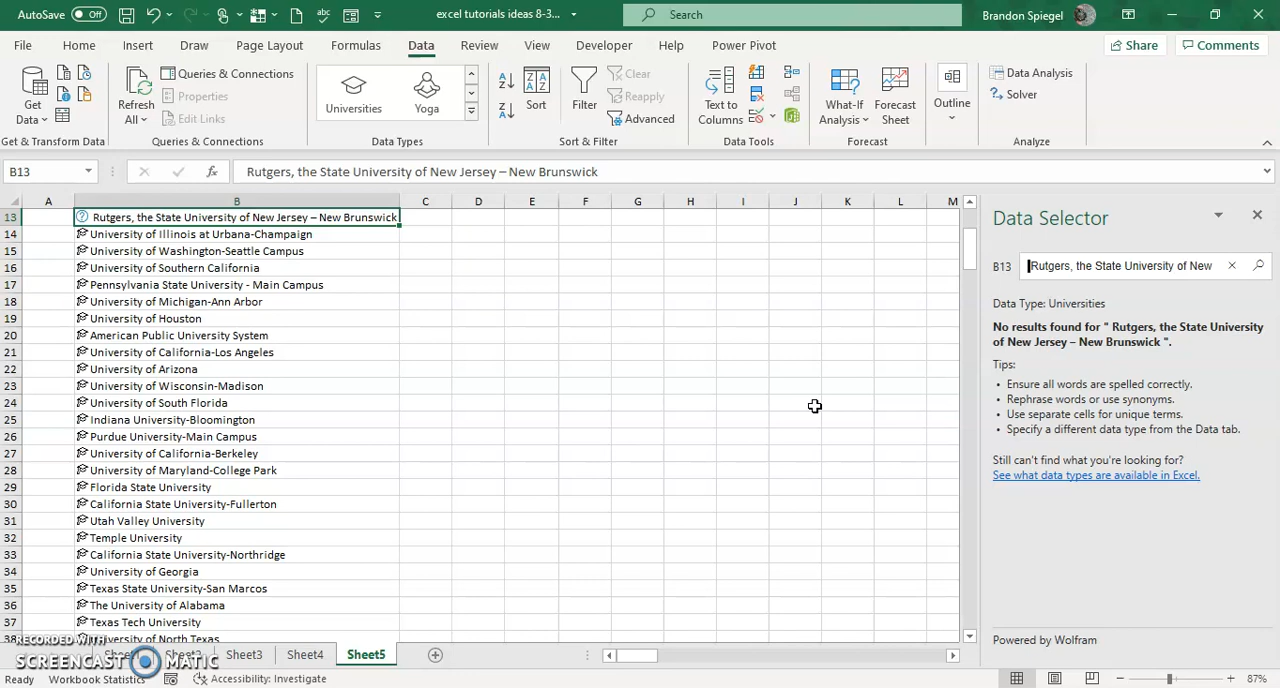 AutoSave Off excel tutorials ideas 8-3... Search Brandon Spiegel
File Home Insert Draw Page Layout Formulas Data Review View Developer Help Power Pivot Share Comments
Get Data
Refresh All
Queries & Connections
Properties
Edit Links
Universities
Yoga
Sort
Filter
Clear
Reapply
Advanced
Text to Columns
What-If Analysis
Forecast Sheet
Outline
Data Analysis
Solver
Get & Transform Data Queries & Connections Data Types Sort & Filter Data Tools Forecast Analyze
B13 fx Rutgers, the State University of New Jersey – New Brunswick
A B C D E F G H I J K L M
13 Rutgers, the State University of New Jersey – New Brunswick
14 University of Illinois at Urbana-Champaign
15 University of Washington-Seattle Campus
16 University of Southern California
17 Pennsylvania State University - Main Campus
18 University of Michigan-Ann Arbor
19 University of Houston
20 American Public University System
21 University of California-Los Angeles
22 University of Arizona
23 University of Wisconsin-Madison
24 University of South Florida
25 Indiana University-Bloomington
26 Purdue University-Main Campus
27 University of California-Berkeley
28 University of Maryland-College Park
29 Florida State University
30 California State University-Fullerton
31 Utah Valley University
32 Temple University
33 California State University-Northridge
34 University of Georgia
35 Texas State University-San Marcos
36 The University of Alabama
37 Texas Tech University
38 University of North Texas
Data Selector
B13 Rutgers, the State University of New
Data Type: Universities
No results found for " Rutgers, the State University
of New Jersey – New Brunswick ".
Tips:
• Ensure all words are spelled correctly.
• Rephrase words or use synonyms.
• Use separate cells for unique terms.
• Specify a different data type from the Data tab.
Still can't find what you're looking for?
See what data types are available in Excel.
Powered by Wolfram
RECORDED WITH
SCREENCAST MATIC
Sheet3 Sheet4 Sheet5
Ready Workbook Statistics Accessibility: Investigate 87%